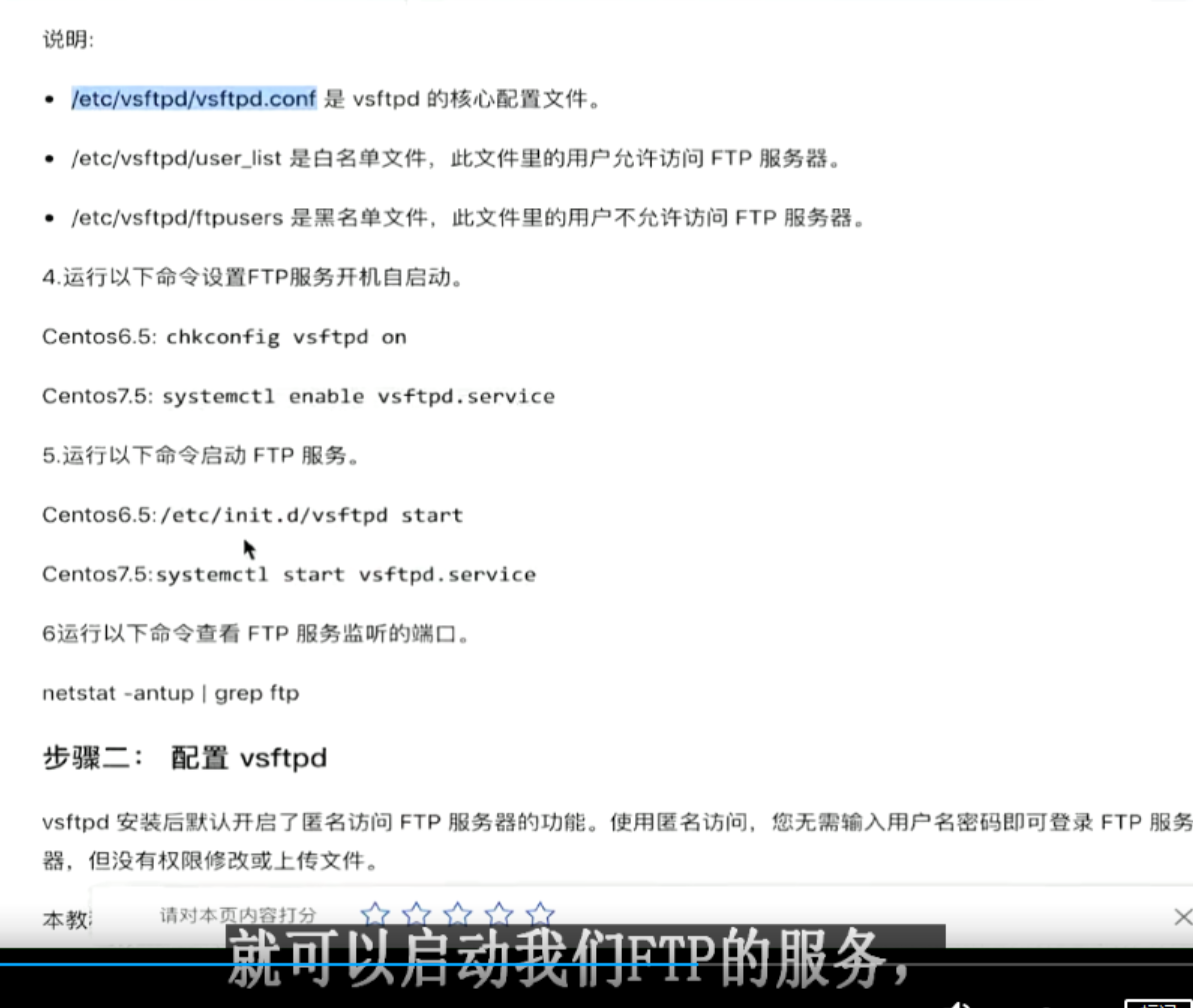 说明:
• /etc/vsftpd/vsftpd.conf 是 vsftpd 的核心配置文件。
• /etc/vsftpd/user_list 是白名单文件，此文件里的用户允许访问 FTP 服务器。
• /etc/vsftpd/ftpusers 是黑名单文件，此文件里的用户不允许访问 FTP 服务器。
4.运行以下命令设置FTP服务开机自启动。
Centos6.5: chkconfig vsftpd on
Centos7.5: systemctl enable vsftpd.service
5.运行以下命令启动 FTP 服务。
Centos6.5:/etc/init.d/vsftpd start
Centos7.5:systemctl start vsftpd.service
6运行以下命令查看 FTP 服务监听的端口。
netstat -antup | grep ftp
步骤二： 配置 vsftpd
vsftpd 安装后默认开启了匿名访问 FTP 服务器的功能。使用匿名访问，您无需输入用户名密码即可登录 FTP 服务
器，但没有权限修改或上传文件。
本教
请对本页内容打分
就可以启动我们FTP的服务，